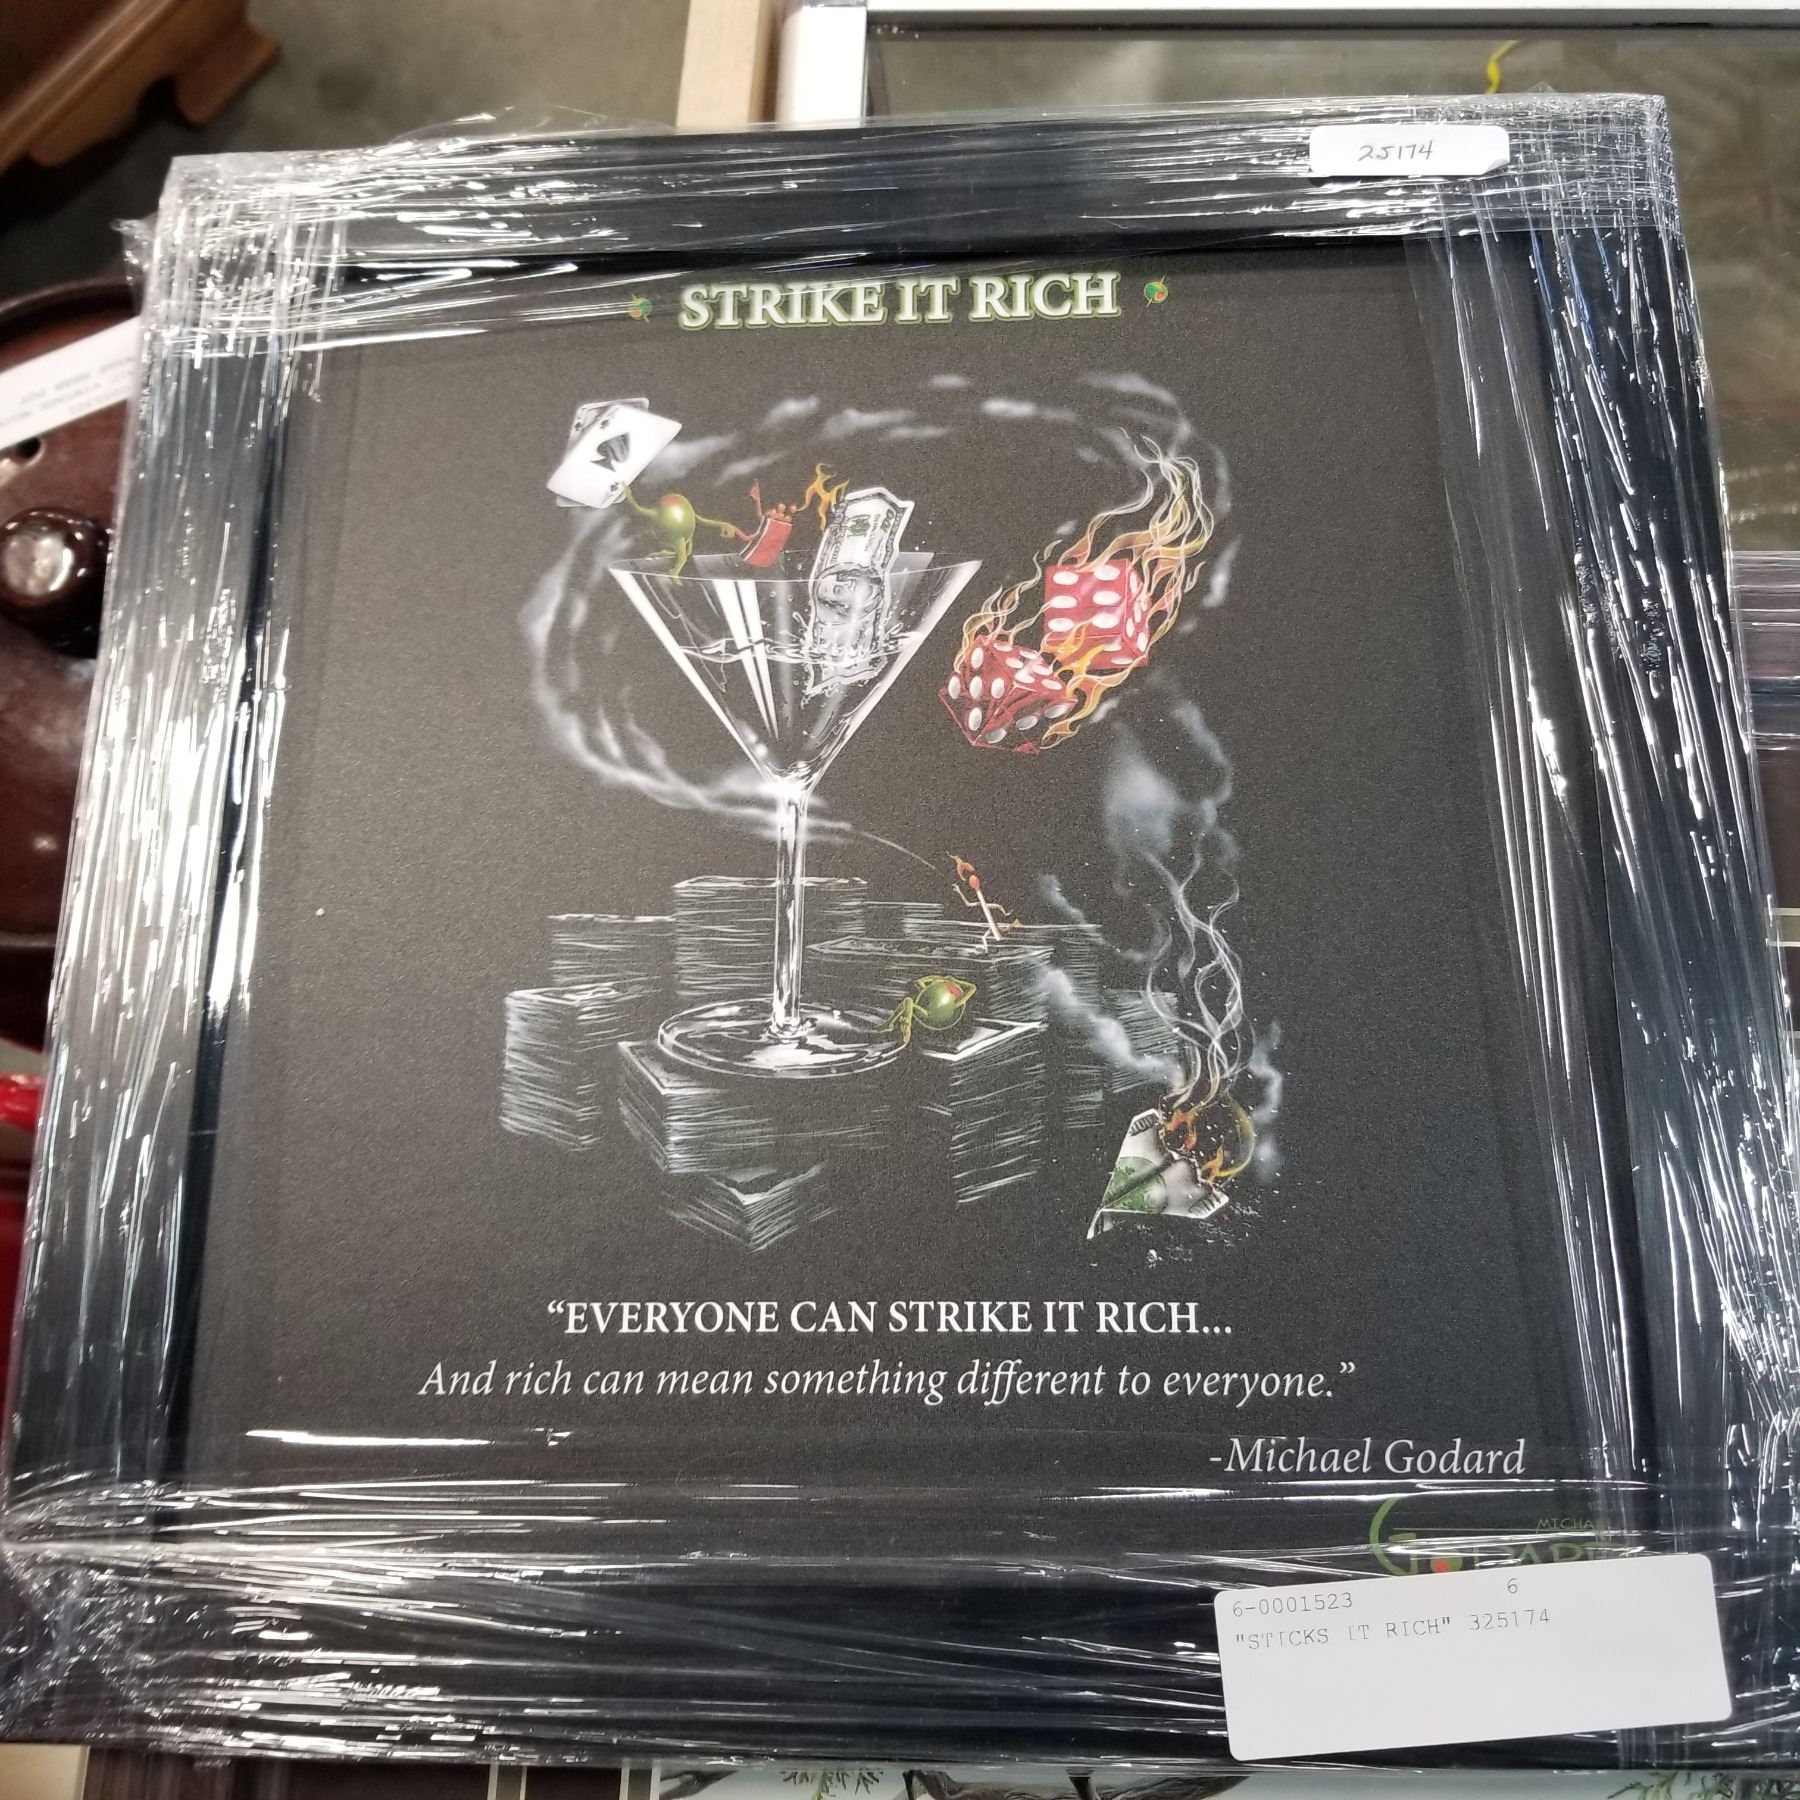 25174
STRIKE IT RICH
“EVERYONE CAN STRIKE IT RICH...
And rich can mean something different to everyone.”
-Michael Godard
6-0001523 6
"STICKS IT RICH" 325174